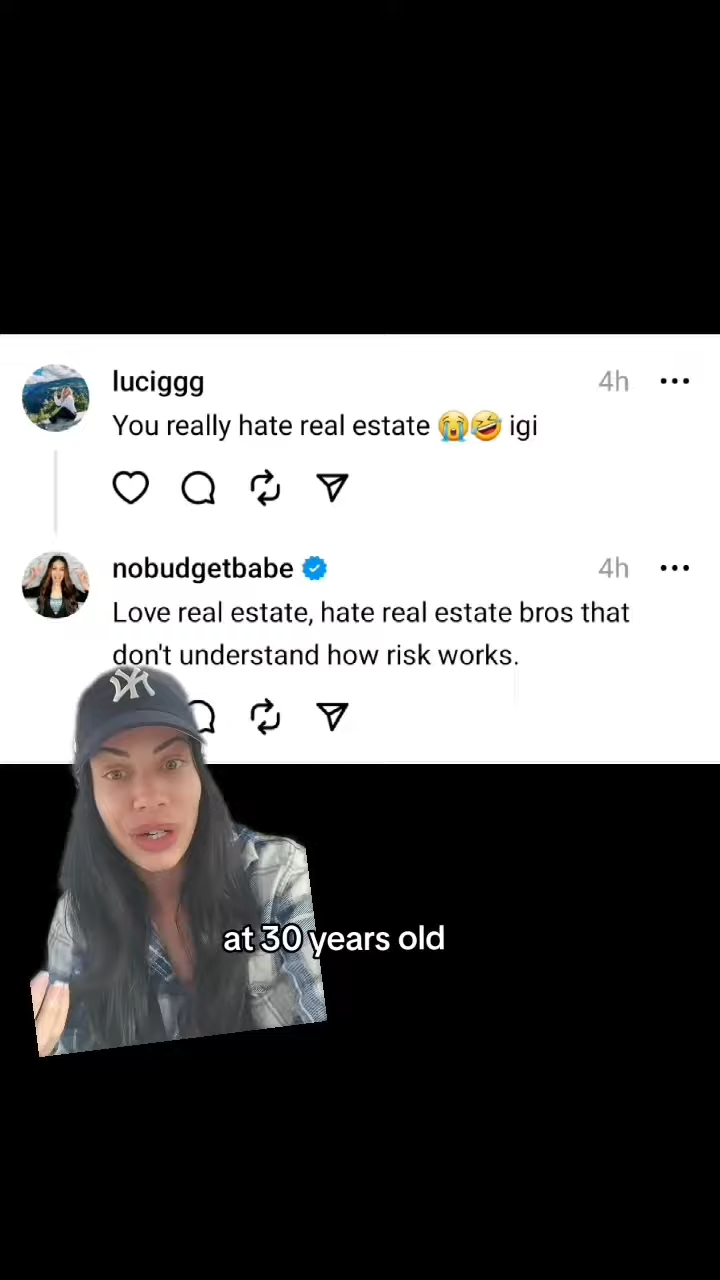 luciggg
4h
You really hate real estate 😭🤣 igi
nobudgetbabe
4h
Love real estate, hate real estate bros that
don't understand how risk works.
NY
at 30 years old